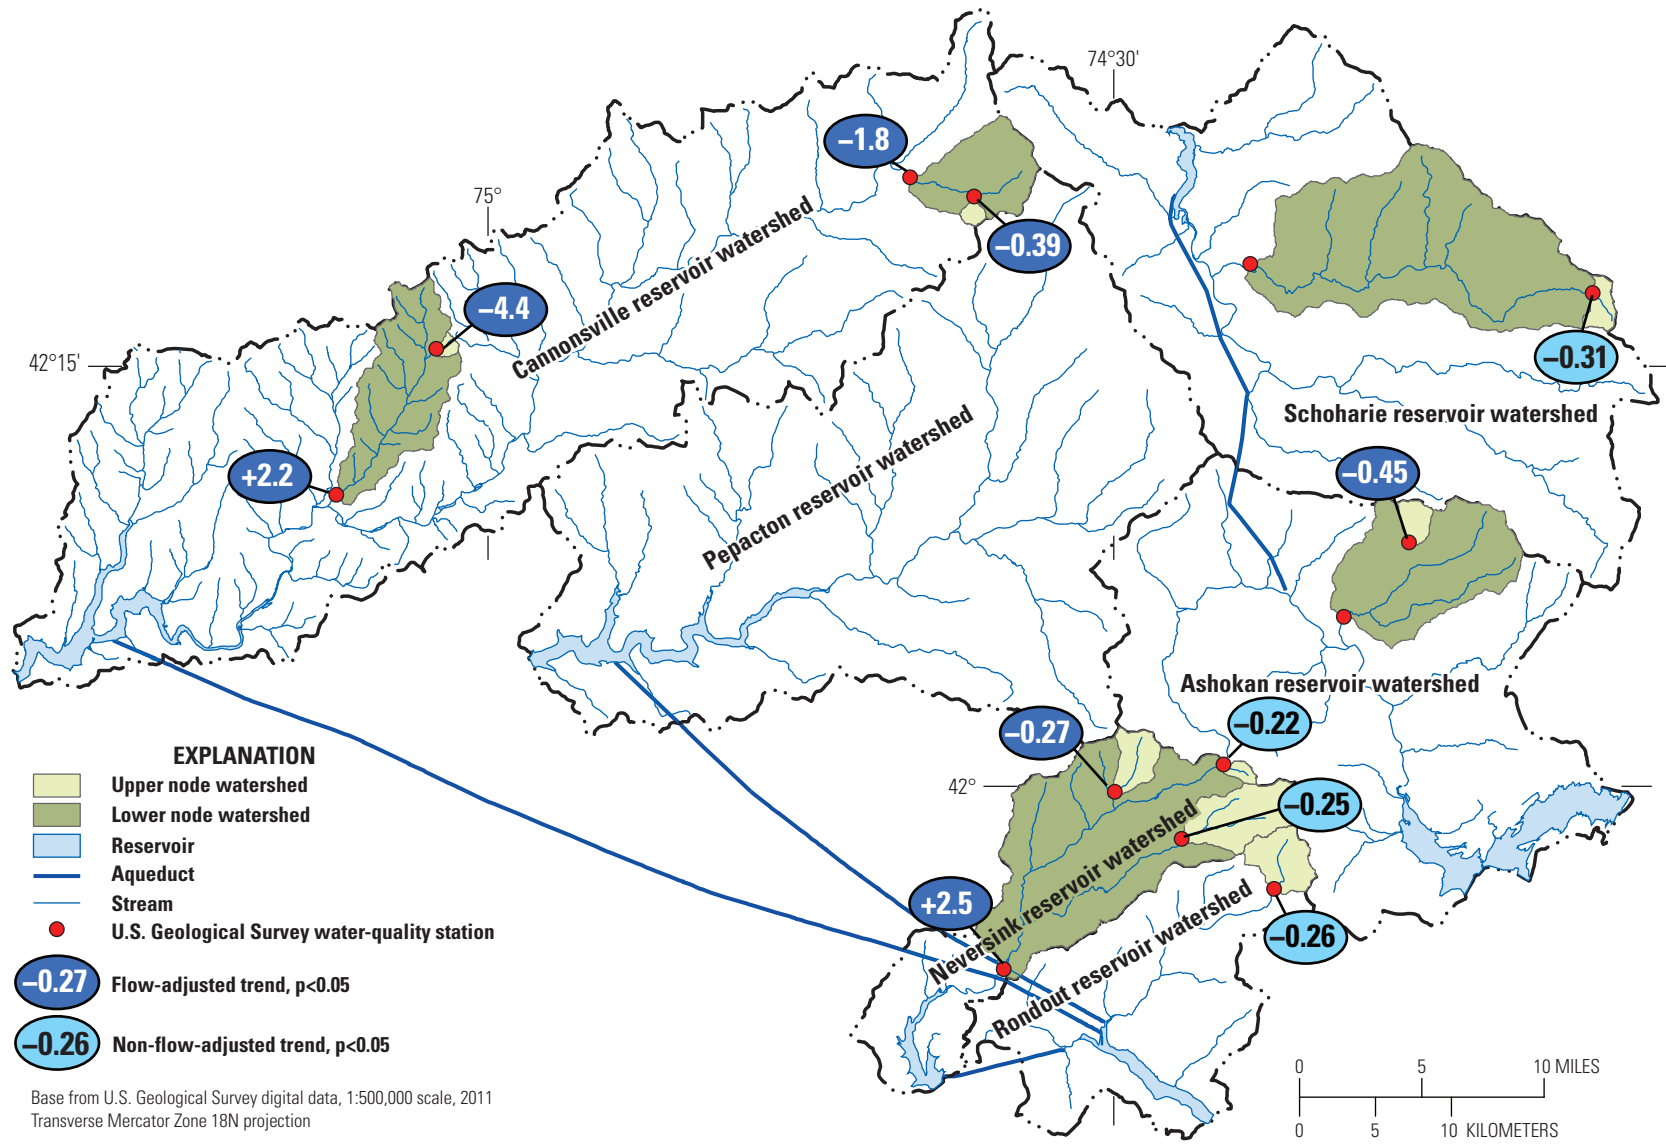 74°30'
–1.8
75°
–0.39
–4.4
Cannonsville reservoir watershed
42°15'
–0.31
Schoharie reservoir watershed
+2.2
–0.45
Pepacton reservoir watershed
Ashokan reservoir watershed
–0.27
–0.22
42°
–0.25
Neversink reservoir watershed
+2.5
–0.26
Rondout reservoir watershed
EXPLANATION
Upper node watershed
Lower node watershed
Reservoir
Aqueduct
Stream
U.S. Geological Survey water-quality station
–0.27 Flow-adjusted trend, p<0.05
–0.26 Non-flow-adjusted trend, p<0.05
Base from U.S. Geological Survey digital data, 1:500,000 scale, 2011
Transverse Mercator Zone 18N projection
0 5 10 MILES
0 5 10 KILOMETERS